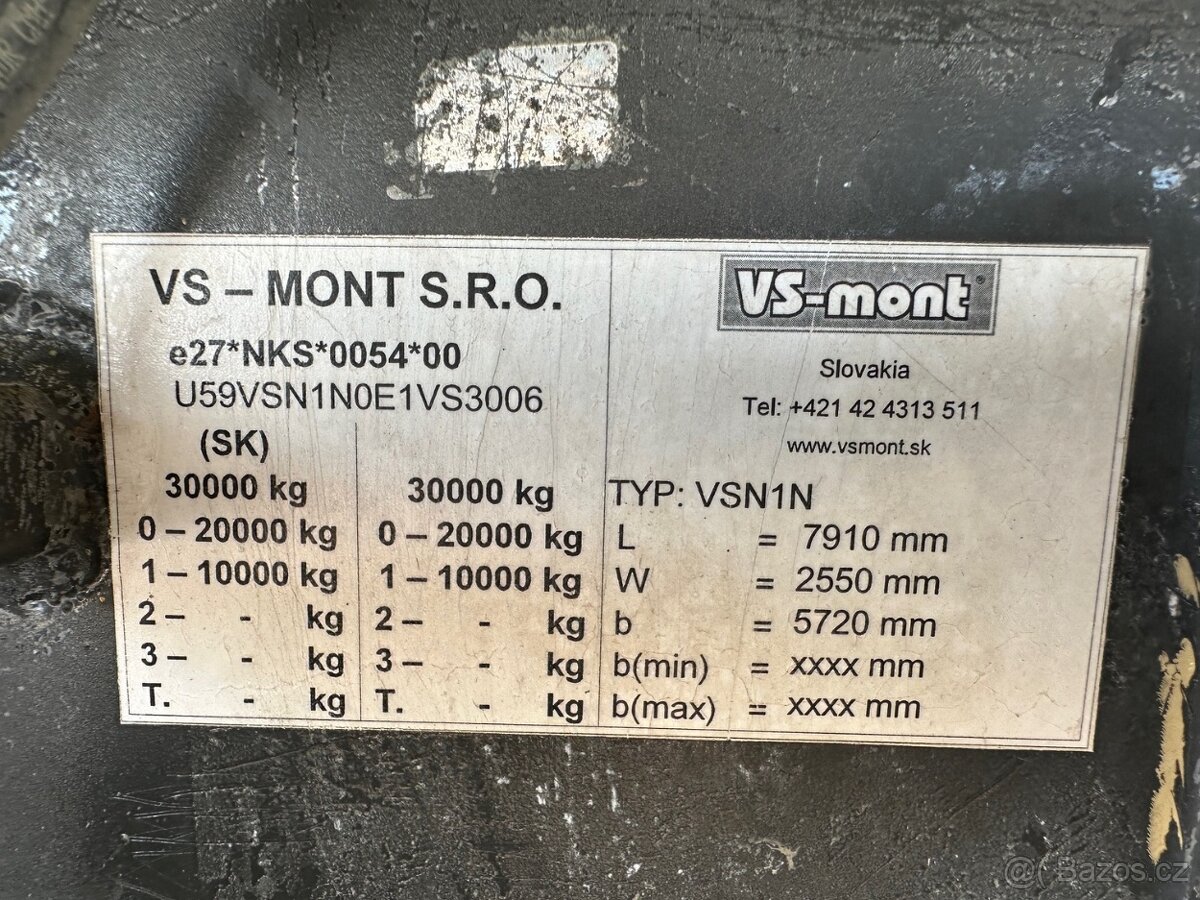 VS – MONT S.R.O.
e27*NKS*0054*00
U59VSN1N0E1VS3006
(SK)
30000 kg
0 – 20000 kg
1 – 10000 kg
2 – - kg
3 – - kg
T. - kg
30000 kg
0 – 20000 kg
1 – 10000 kg
2 – - kg
3 – - kg
T. - kg
VS-mont
Slovakia
Tel: +421 42 4313 511
www.vsmont.sk
TYP: VSN1N
L = 7910 mm
W = 2550 mm
b = 5720 mm
b(min) = xxxx mm
b(max) = xxxx mm
Bazos.cz